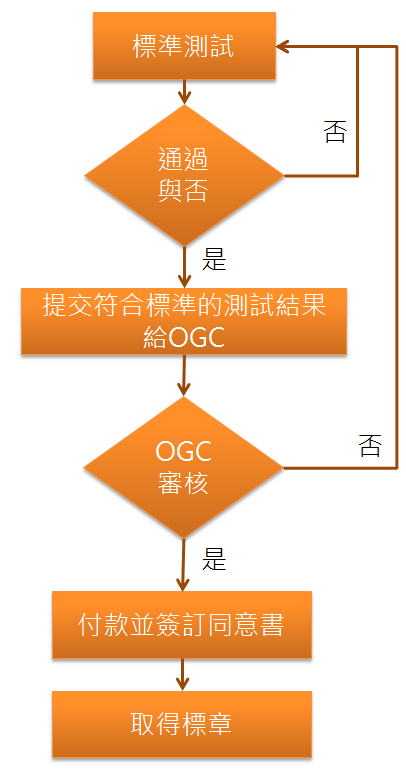 標準測試
否
通過
與否
是
提交符合標準的測試結果
給OGC
否
OGC
審核
是
付款並簽訂同意書
取得標章